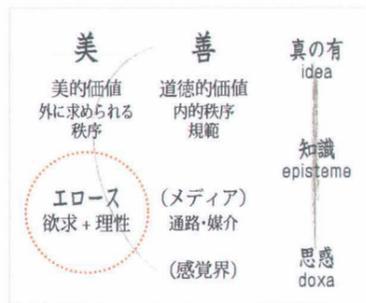 美
美的価値
外に求められる
秩序
エロース
欲求+理性
善
道徳的価値
内的秩序
規範
(メディア)
通路・媒介
(感覚界)
真の有
idea
知識
episteme
思惑
doxa